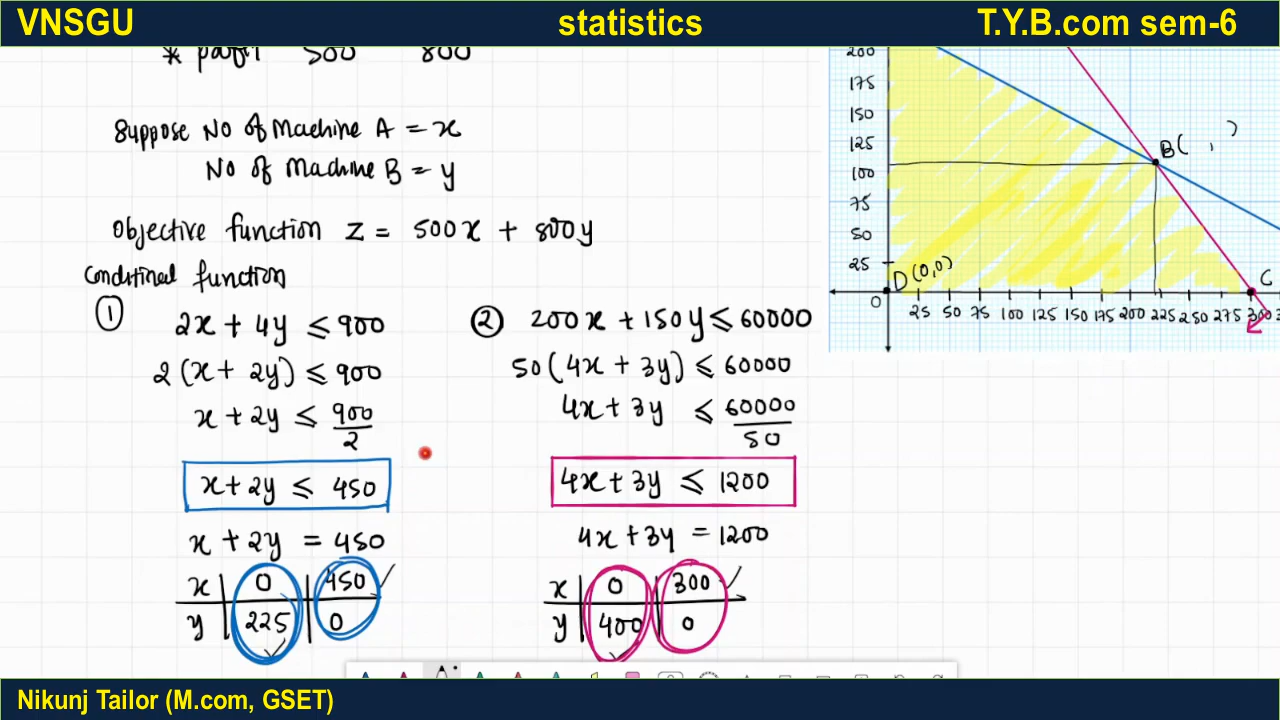 VNSGU statistics T.Y.B.com sem-6
* profit 500 800
Suppose No of Machine A = x
No of Machine B = y
Objective function Z = 500x + 800y
Conditinal function
① 2x + 4y ≤ 900
2(x + 2y) ≤ 900
x + 2y ≤ 900/2
x + 2y ≤ 450
x + 2y = 450
x | 0 | 450
y | 225 | 0
② 200x + 150y ≤ 60000
50(4x + 3y) ≤ 60000
4x + 3y ≤ 60000/50
4x + 3y ≤ 1200
4x + 3y = 1200
x | 0 | 300
y | 400 | 0
200
175
150
125
B( , )
100
75
50
25
D(0,0)
C
0 25 50 75 100 125 150 175 200 225 250 275 300
Nikunj Tailor (M.com, GSET)